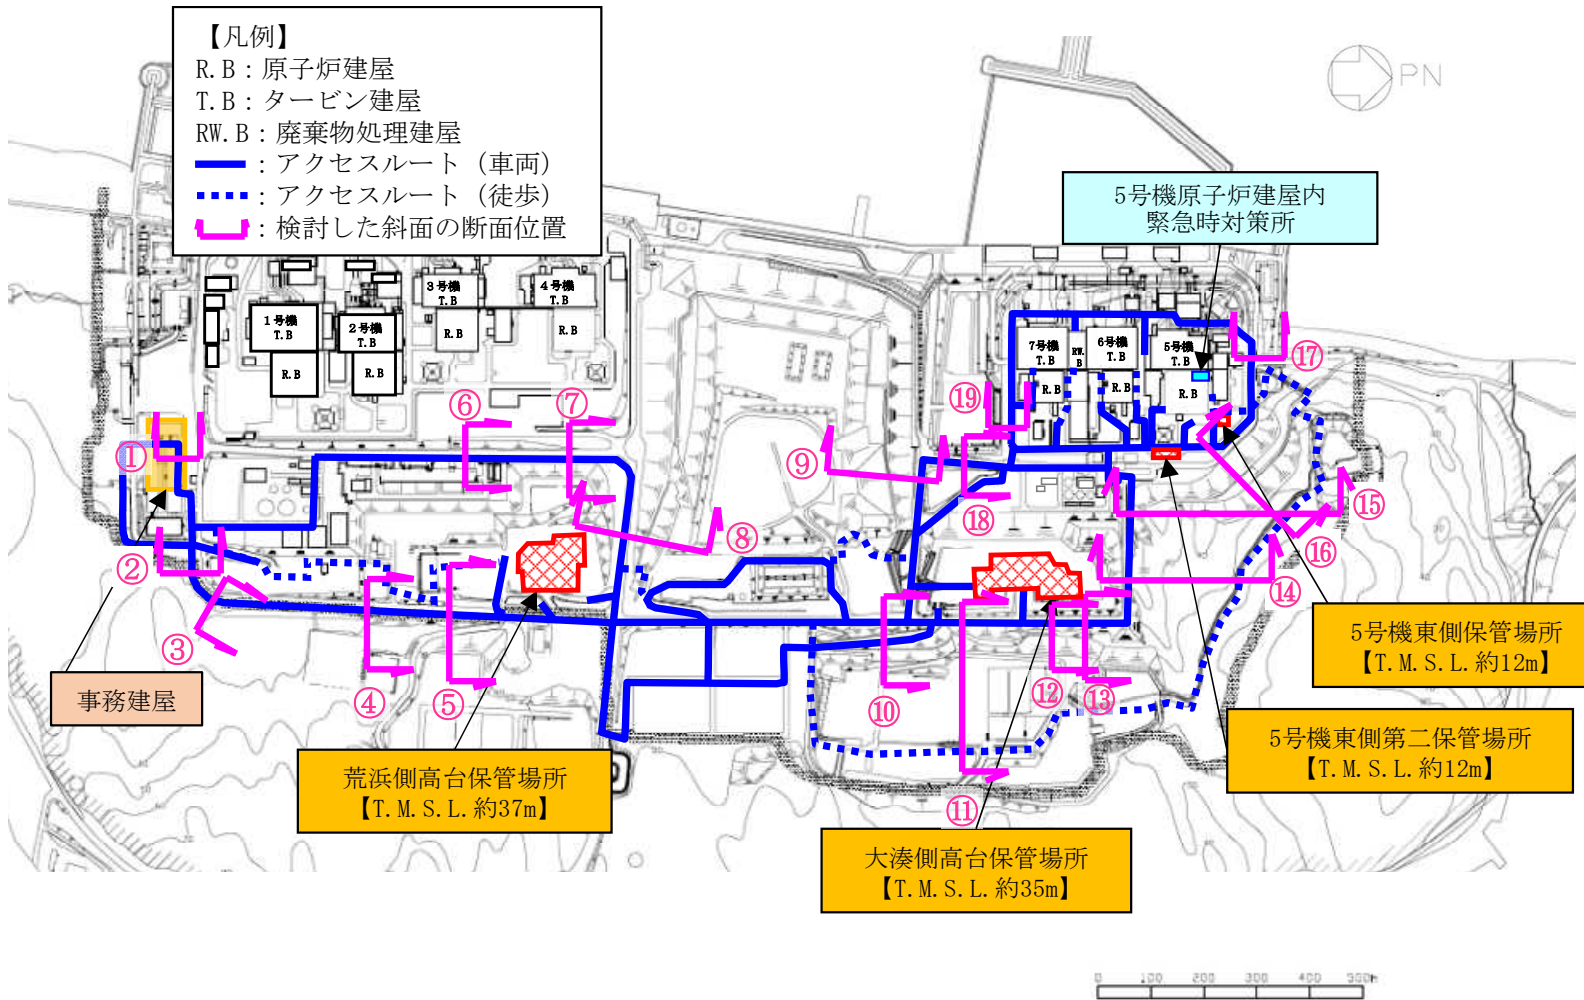 【凡例】
R.B：原子炉建屋
T.B：タービン建屋
RW.B：廃棄物処理建屋
：アクセスルート（車両）
：アクセスルート（徒歩）
：検討した斜面の断面位置
PN
5号機原子炉建屋内
緊急時対策所
1号機
T.B
R.B
2号機
T.B
R.B
3号機
T.B
R.B
4号機
T.B
R.B
7号機
T.B
R.B
RW.
B
6号機
T.B
R.B
5号機
T.B
R.B
①
②
③
④
⑤
⑥
⑦
⑧
⑨
⑩
⑪
⑫
⑬
⑭
⑮
⑯
⑰
⑱
⑲
事務建屋
荒浜側高台保管場所
【T.M.S.L.約37m】
大湊側高台保管場所
【T.M.S.L.約35m】
5号機東側保管場所
【T.M.S.L.約12m】
5号機東側第二保管場所
【T.M.S.L.約12m】
0 100 200 300 400 500m